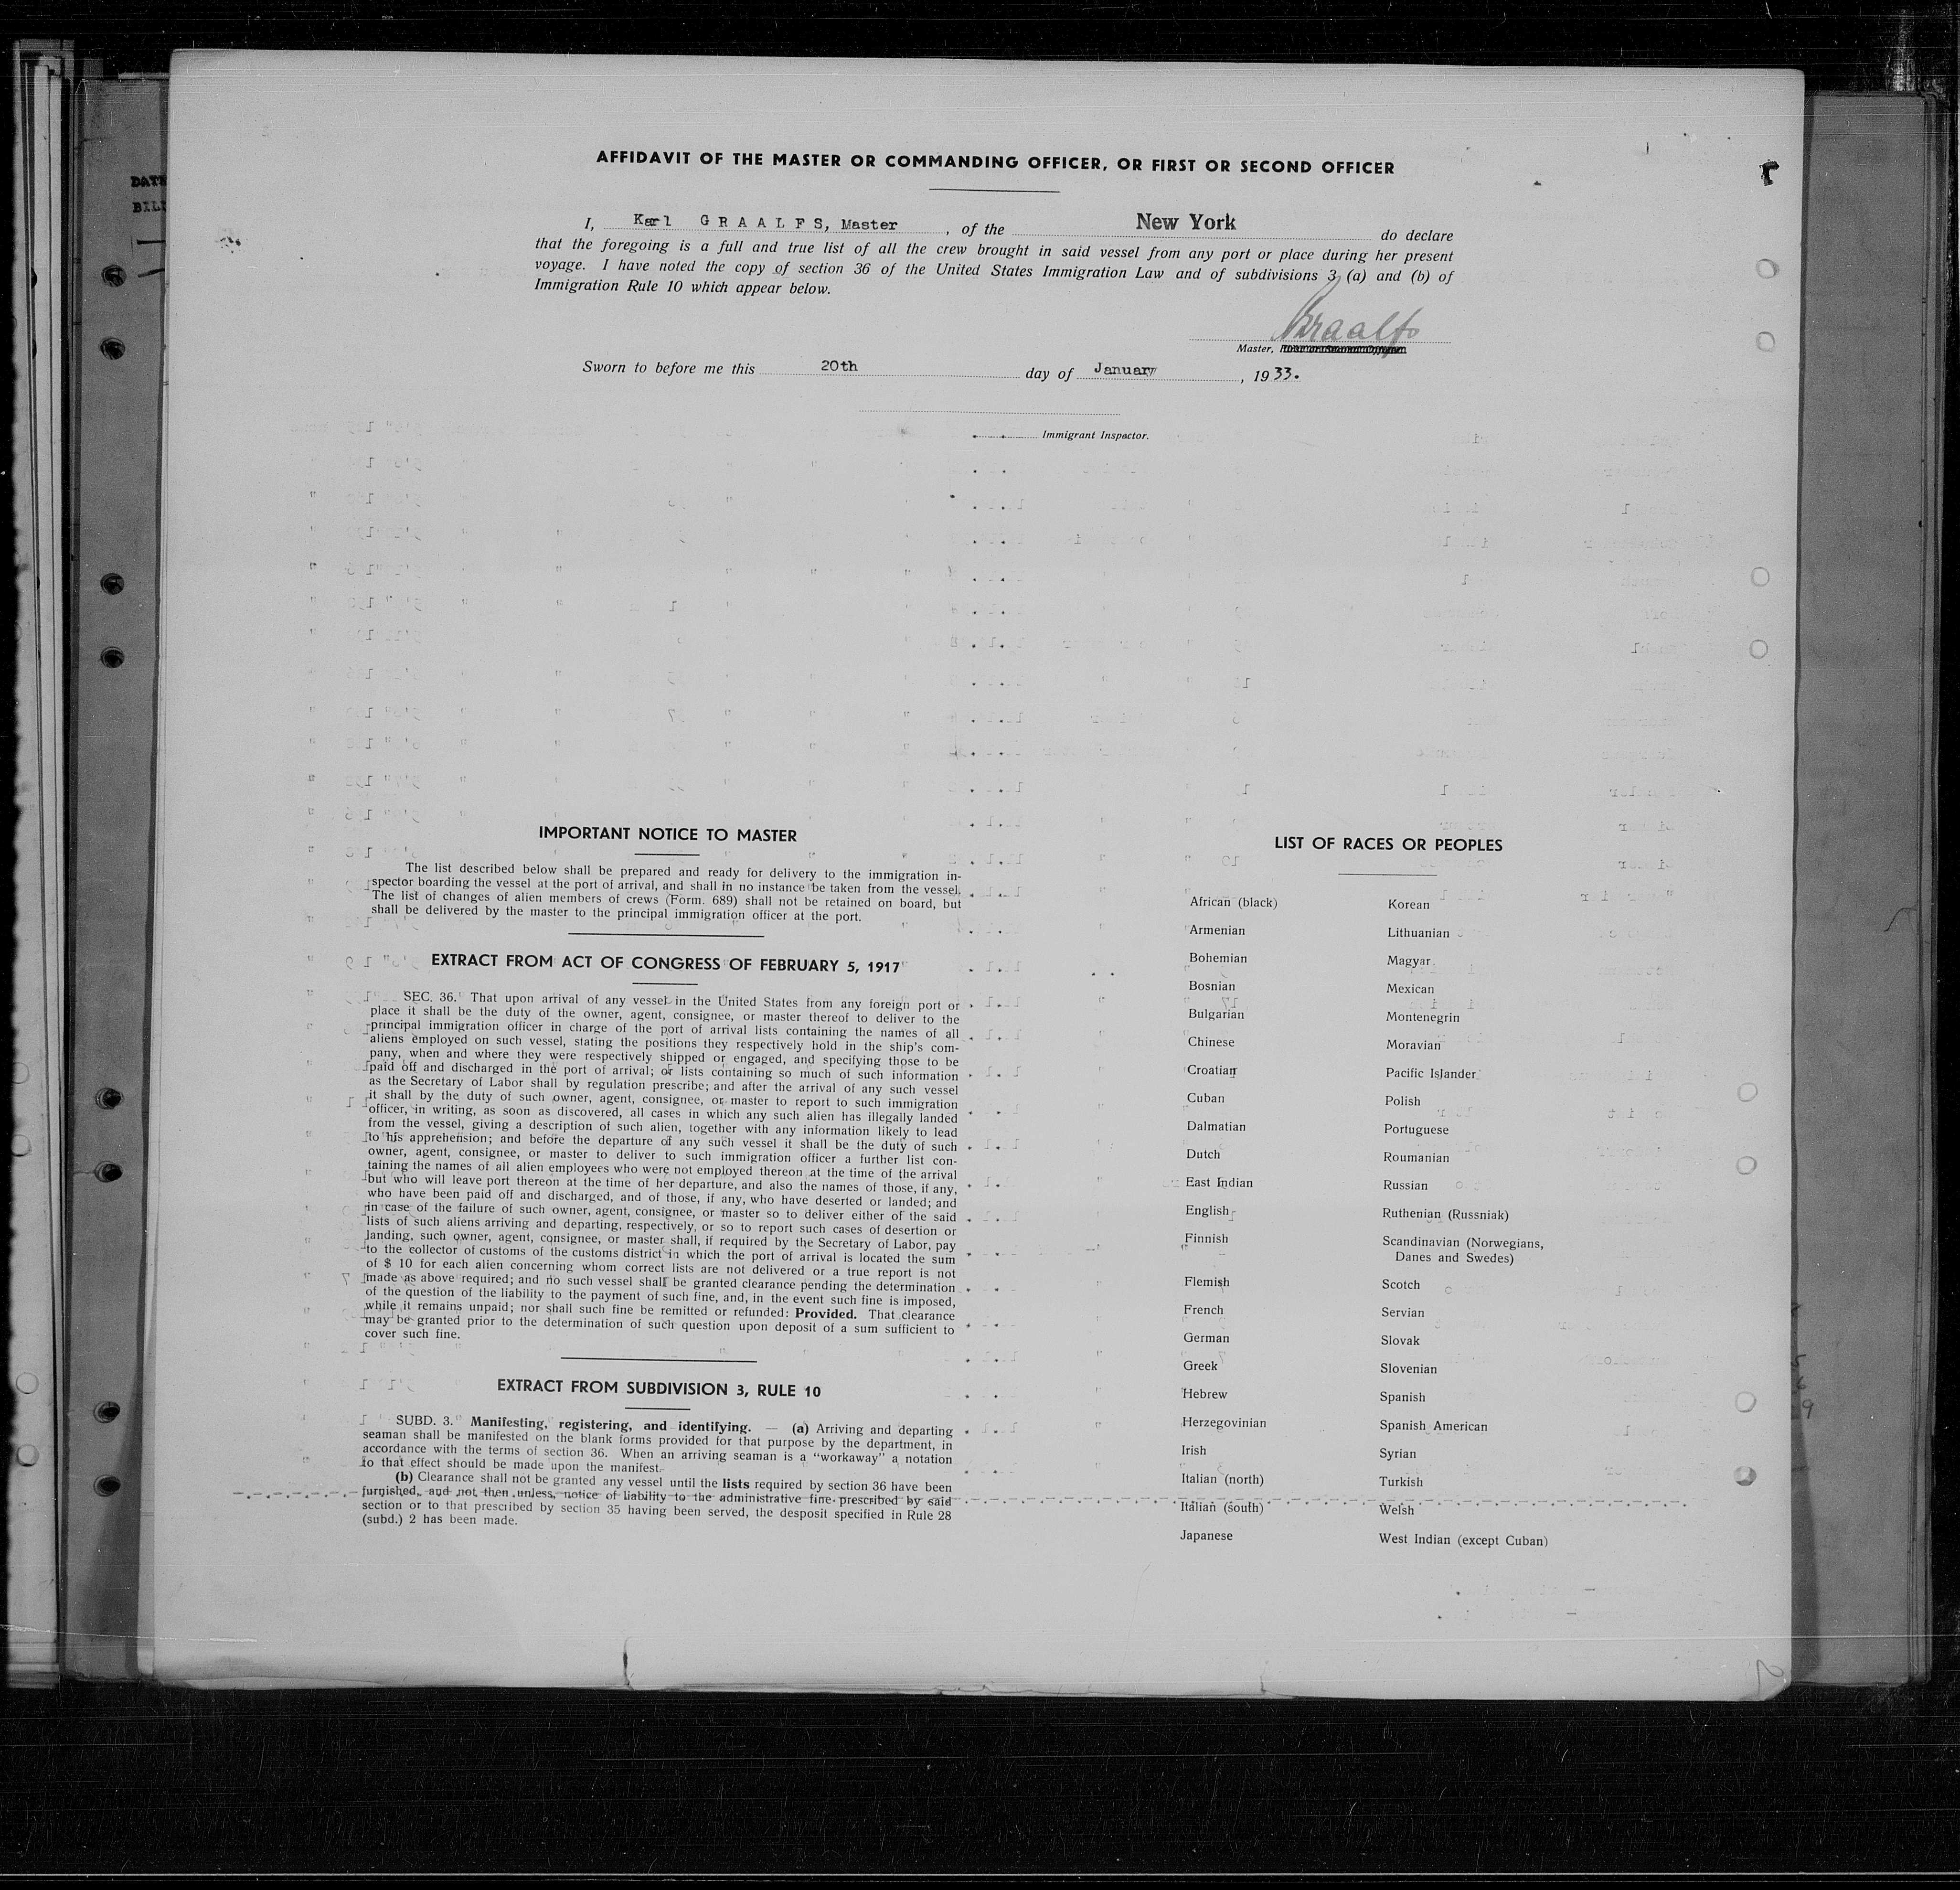 DATE
BILL
AFFIDAVIT OF THE MASTER OR COMMANDING OFFICER, OR FIRST OR SECOND OFFICER
I, Karl GRAALFS, Master, of the New York do declare
that the foregoing is a full and true list of all the crew brought in said vessel from any port or place during her present
voyage. I have noted the copy of section 36 of the United States Immigration Law and of subdivisions 3 (a) and (b) of
Immigration Rule 10 which appear below.
Graalfs
Master,
Sworn to before me this 20th day of January, 1933.
Immigrant Inspector.
IMPORTANT NOTICE TO MASTER
The list described below shall be prepared and ready for delivery to the immigration in-
spector boarding the vessel at the port of arrival, and shall in no instance be taken from the vessel.
The list of changes of alien members of crews (Form. 689) shall not be retained on board, but
shall be delivered by the master to the principal immigration officer at the port.
EXTRACT FROM ACT OF CONGRESS OF FEBRUARY 5, 1917
SEC. 36. That upon arrival of any vessel in the United States from any foreign port or
place it shall be the duty of the owner, agent, consignee, or master thereof to deliver to the
principal immigration officer in charge of the port of arrival lists containing the names of all
aliens employed on such vessel, stating the positions they respectively hold in the ship's com-
pany, when and where they were respectively shipped or engaged, and specifying those to be
paid off and discharged in the port of arrival; or lists containing so much of such information
as the Secretary of Labor shall by regulation prescribe; and after the arrival of any such vessel
it shall by the duty of such owner, agent, consignee, or master to report to such immigration
officer, in writing, as soon as discovered, all cases in which any such alien has illegally landed
from the vessel, giving a description of such alien, together with any information likely to lead
to his apprehension; and before the departure of any such vessel it shall be the duty of such
owner, agent, consignee, or master to deliver to such immigration officer a further list con-
taining the names of all alien employees who were not employed thereon at the time of the arrival
but who will leave port thereon at the time of her departure, and also the names of those, if any,
who have been paid off and discharged, and of those, if any, who have deserted or landed; and
in case of the failure of such owner, agent, consignee, or master so to deliver either of the said
lists of such aliens arriving and departing, respectively, or so to report such cases of desertion or
landing, such owner, agent, consignee, or master shall, if required by the Secretary of Labor, pay
to the collector of customs of the customs district in which the port of arrival is located the sum
of $ 10 for each alien concerning whom correct lists are not delivered or a true report is not
made as above required; and no such vessel shall be granted clearance pending the determination
of the question of the liability to the payment of such fine, and, in the event such fine is imposed,
while it remains unpaid; nor shall such fine be remitted or refunded: Provided. That clearance
may be granted prior to the determination of such question upon deposit of a sum sufficient to
cover such fine.
EXTRACT FROM SUBDIVISION 3, RULE 10
SUBD. 3. Manifesting, registering, and identifying. — (a) Arriving and departing
seaman shall be manifested on the blank forms provided for that purpose by the department, in
accordance with the terms of section 36. When an arriving seaman is a "workaway" a notation
to that effect should be made upon the manifest.
(b) Clearance shall not be granted any vessel until the lists required by section 36 have been
furnished, and not then unless notice of liability to the administrative fine prescribed by said
section or to that prescribed by section 35 having been served, the desposit specified in Rule 28
(subd.) 2 has been made.
LIST OF RACES OR PEOPLES
African (black)
Armenian
Bohemian
Bosnian
Bulgarian
Chinese
Croatian
Cuban
Dalmatian
Dutch
East Indian
English
Finnish
Flemish
French
German
Greek
Hebrew
Herzegovinian
Irish
Italian (north)
Italian (south)
Japanese
Korean
Lithuanian
Magyar
Mexican
Montenegrin
Moravian
Pacific Islander
Polish
Portuguese
Roumanian
Russian
Ruthenian (Russniak)
Scandinavian (Norwegians,
Danes and Swedes)
Scotch
Servian
Slovak
Slovenian
Spanish
Spanish American
Syrian
Turkish
Welsh
West Indian (except Cuban)